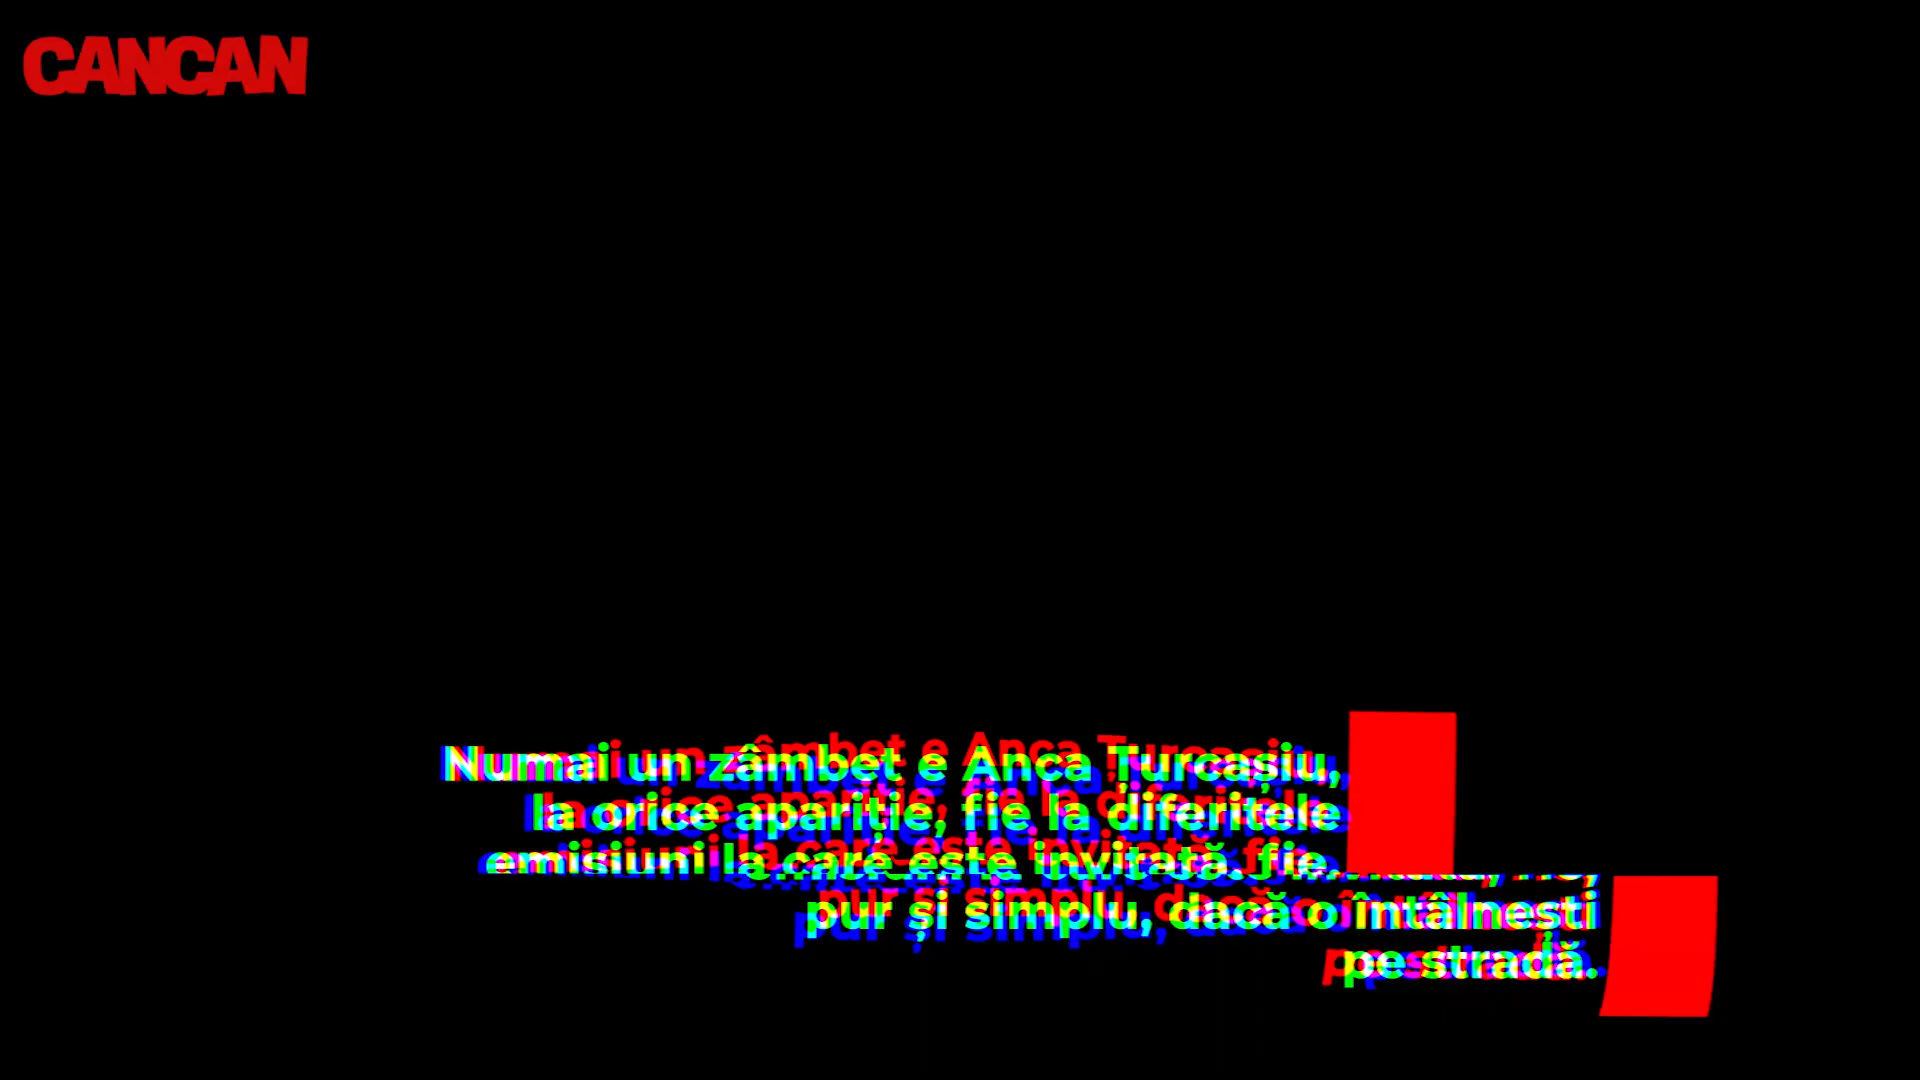 CANCAN
Numai un zâmbet e Anca Țurcașiu,
la orice apariție, fie la diferitele
emisiuni la care este invitată, fie,
pur și simplu, dacă o întâlnești
pe stradă.